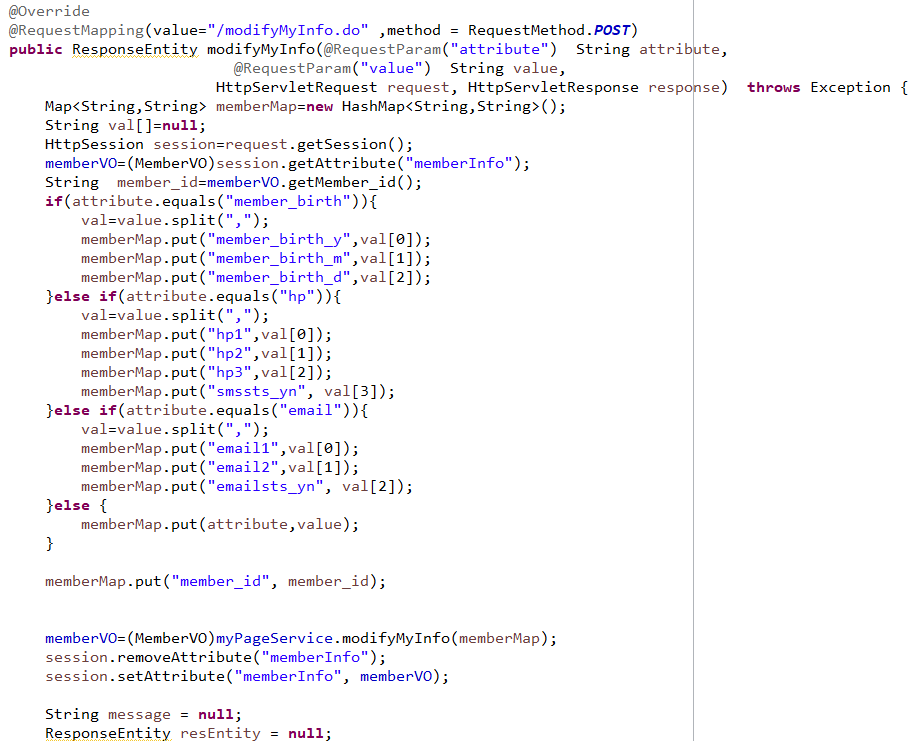 @Override
@RequestMapping(value="/modifyMyInfo.do" ,method = RequestMethod.POST)
public ResponseEntity modifyMyInfo(@RequestParam("attribute")  String attribute,
                         @RequestParam("value")  String value,
                       HttpServletRequest request, HttpServletResponse response)  throws Exception {
    Map<String,String> memberMap=new HashMap<String,String>();
    String val[]=null;
    HttpSession session=request.getSession();
    memberVO=(MemberVO)session.getAttribute("memberInfo");
    String  member_id=memberVO.getMember_id();
    if(attribute.equals("member_birth")){
        val=value.split(",");
        memberMap.put("member_birth_y",val[0]);
        memberMap.put("member_birth_m",val[1]);
        memberMap.put("member_birth_d",val[2]);
    }else if(attribute.equals("hp")){
        val=value.split(",");
        memberMap.put("hp1",val[0]);
        memberMap.put("hp2",val[1]);
        memberMap.put("hp3",val[2]);
        memberMap.put("smssts_yn", val[3]);
    }else if(attribute.equals("email")){
        val=value.split(",");
        memberMap.put("email1",val[0]);
        memberMap.put("email2",val[1]);
        memberMap.put("emailsts_yn", val[2]);
    }else {
        memberMap.put(attribute,value);
    }
    memberMap.put("member_id", member_id);
    memberVO=(MemberVO)myPageService.modifyMyInfo(memberMap);
    session.removeAttribute("memberInfo");
    session.setAttribute("memberInfo", memberVO);
    String message = null;
    ResponseEntity resEntity = null;